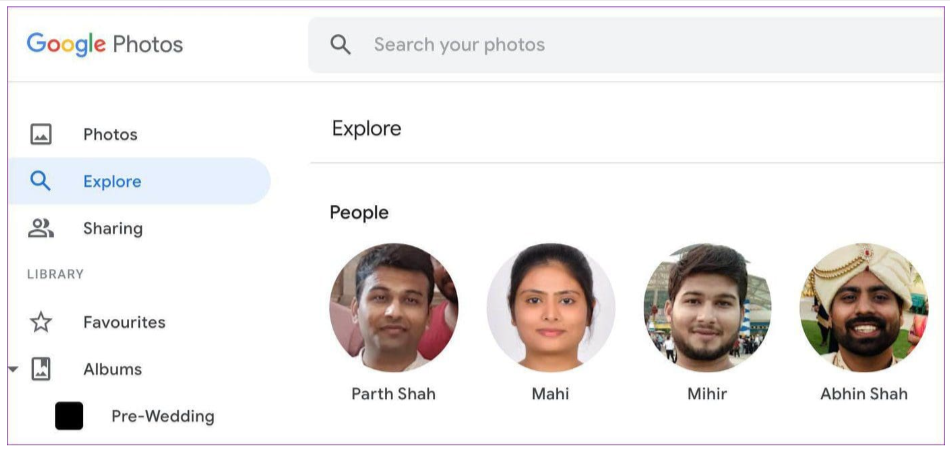 Google Photos
Search your photos
Photos
Explore
Sharing
LIBRARY
Favourites
Albums
Pre-Wedding
Explore
People
Parth Shah
Mahi
Mihir
Abhin Shah